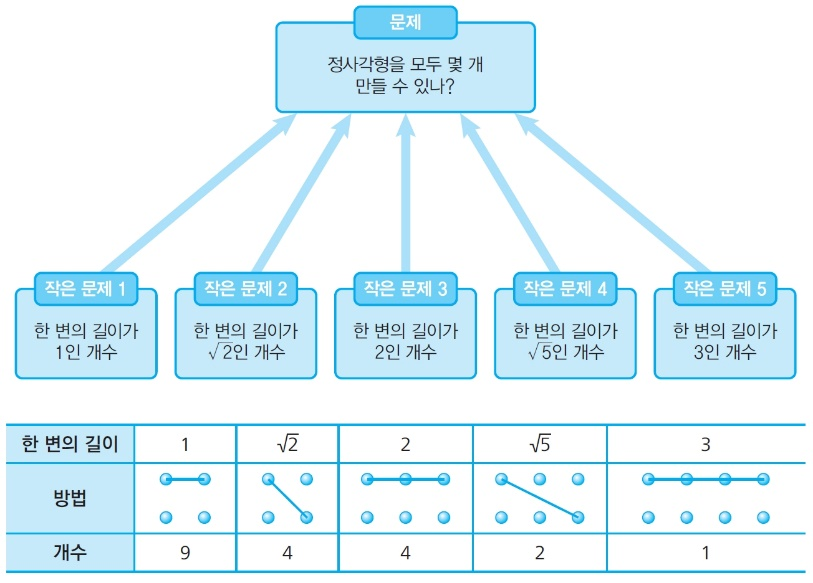 문제
정사각형을 모두 몇 개
만들 수 있나?
작은 문제 1
한 변의 길이가
1인 개수
작은 문제 2
한 변의 길이가
√2인 개수
작은 문제 3
한 변의 길이가
2인 개수
작은 문제 4
한 변의 길이가
√5인 개수
작은 문제 5
한 변의 길이가
3인 개수
한 변의 길이 1 √2 2 √5 3
방법
개수 9 4 4 2 1